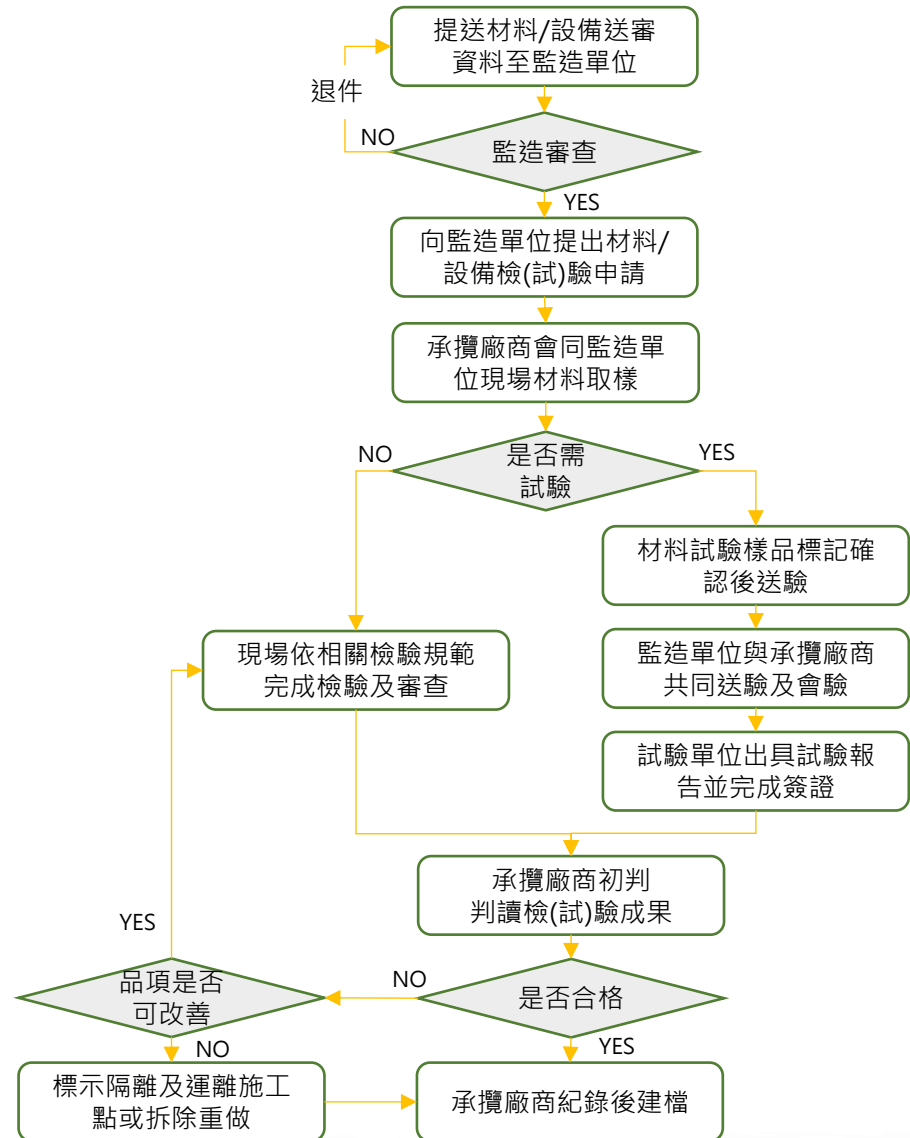 提送材料/設備送審
資料至監造單位
退件
NO
監造審查
YES
向監造單位提出材料/
設備檢(試)驗申請
承攬廠商會同監造單
位現場材料取樣
NO
是否需
試驗
YES
材料試驗樣品標記確
認後送驗
現場依相關檢驗規範
完成檢驗及審查
監造單位與承攬廠商
共同送驗及會驗
試驗單位出具試驗報
告並完成簽證
承攬廠商初判
判讀檢(試)驗成果
YES
品項是否
可改善
NO
是否合格
NO
YES
標示隔離及運離施工
點或拆除重做
承攬廠商紀錄後建檔